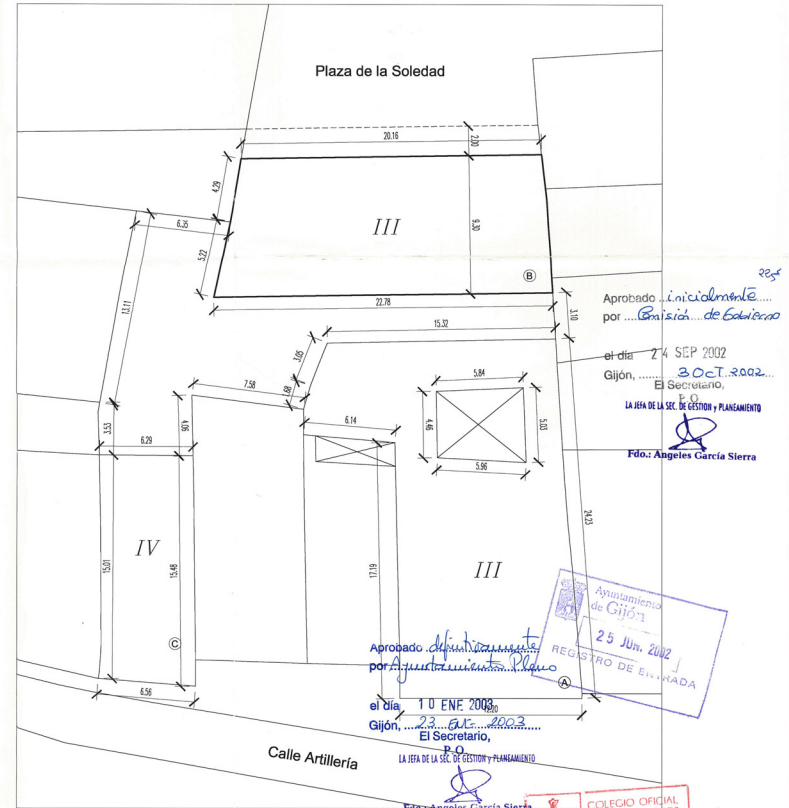 Plaza de la Soledad
20.16
2.00
4.29
6.35
III
9.30
5.22
B
22.78
13.11
15.32
3.10
3.05
7.58
.68
5.84
4.46
5.03
5.96
3.53
4.06
6.29
6.14
24.23
IV
15.01
15.48
17.19
III
C
A
6.56
Calle Artillería
Aprobado inicialmente
por Comisión de Gobierno
el día 24 SEP 2002
Gijón, 3 OCT. 2002
El Secretario,
P.O.
LA JEFA DE LA SEC. DE GESTION y PLANEAMIENTO
Fdo.: Angeles García Sierra
Ayuntamiento
de Gijón
25 JUN. 2002
REGISTRO DE ENTRADA
Aprobado definitivamente
por Ayuntamiento Pleno
el día 10 ENE. 2003
Gijón, 23 ENE 2003
El Secretario,
P.O.
LA JEFA DE LA SEC. DE GESTION y PLANEAMIENTO
Fdo.: Angeles García Sierra
COLEGIO OFICIAL